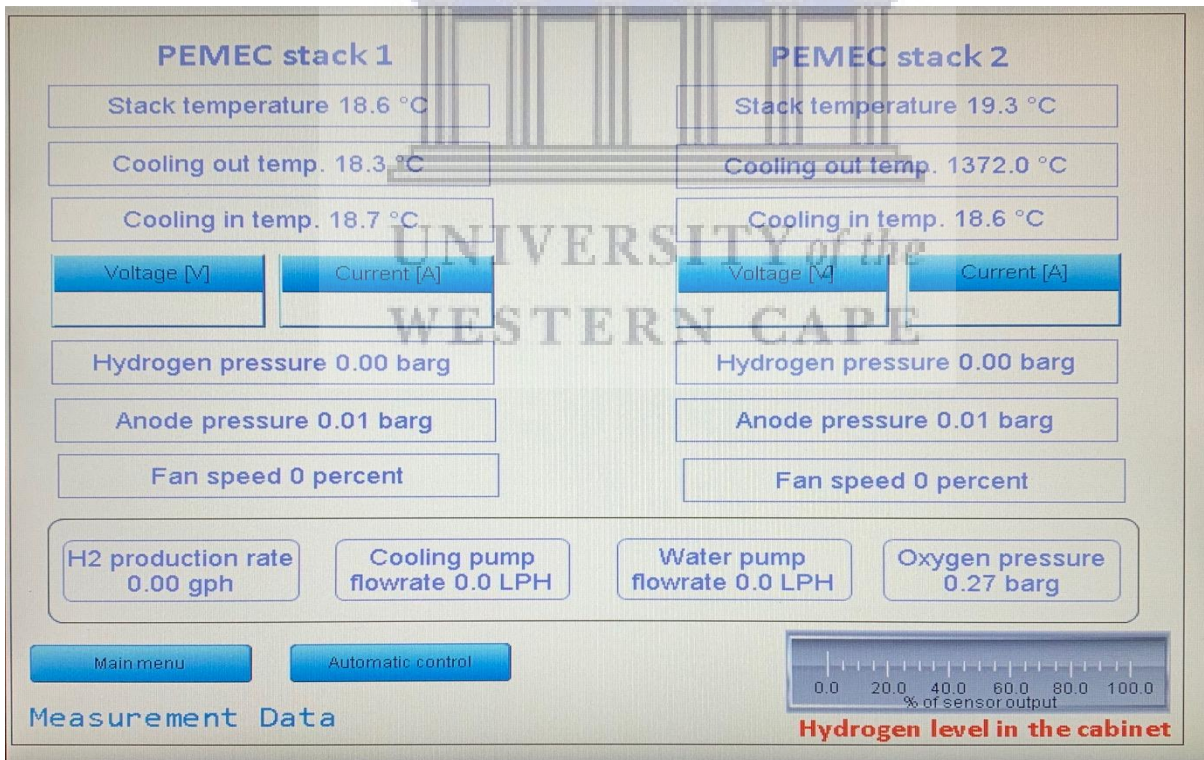 PEMEC stack 1
Stack temperature 18.6 °C
Cooling out temp. 18.3 °C
Cooling in temp. 18.7 °C
Voltage [V]
Current [A]
Hydrogen pressure 0.00 barg
Anode pressure 0.01 barg
Fan speed 0 percent
PEMEC stack 2
Stack temperature 19.3 °C
Cooling out temp. 1372.0 °C
Cooling in temp. 18.6 °C
Voltage [V]
Current [A]
Hydrogen pressure 0.00 barg
Anode pressure 0.01 barg
Fan speed 0 percent
UNIVERSITY of the
WESTERN CAPE
H2 production rate
0.00 gph
Cooling pump
flowrate 0.0 LPH
Water pump
flowrate 0.0 LPH
Oxygen pressure
0.27 barg
Main menu
Automatic control
Measurement Data
0.0 20.0 40.0 60.0 80.0 100.0
% of sensor output
Hydrogen level in the cabinet